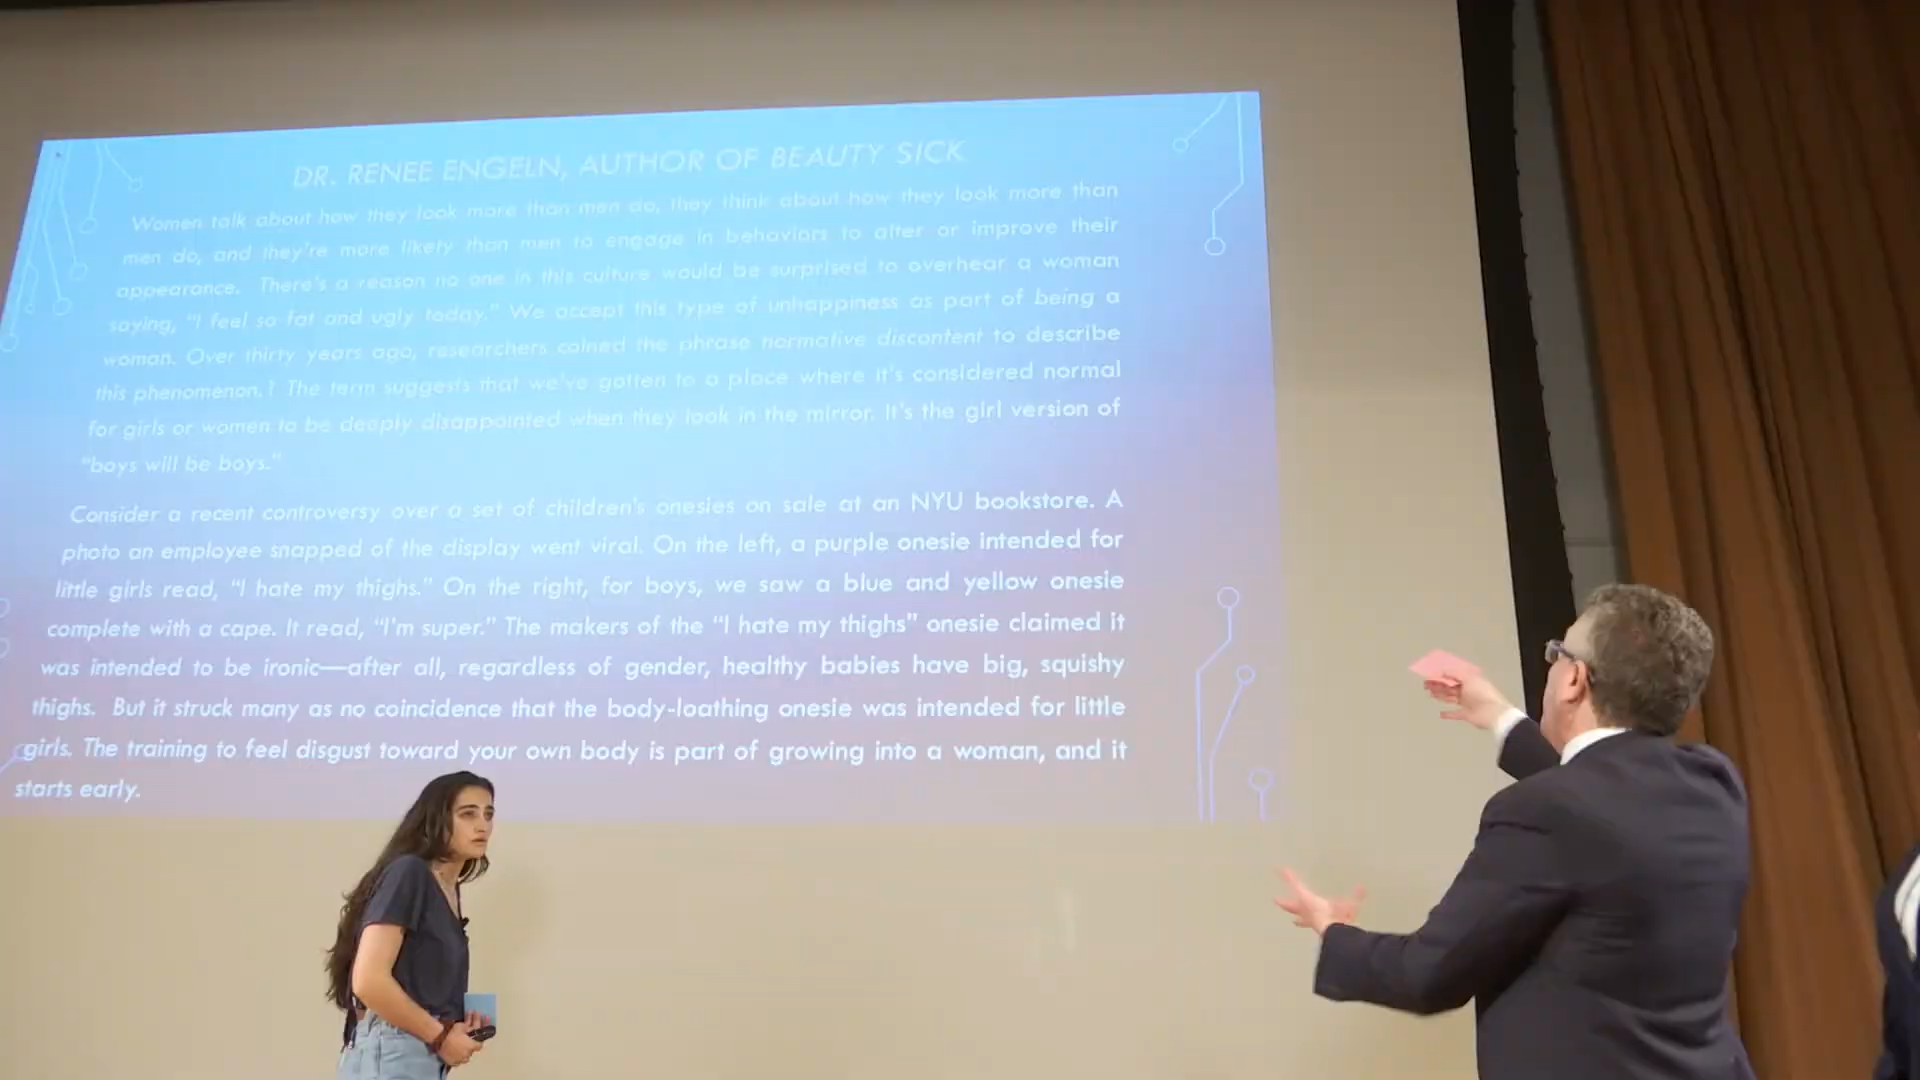 DR. RENEE ENGELN, AUTHOR OF BEAUTY SICK
Women talk about how they look more than men do, they think about how they look more than
men do, and they're more likely than men to engage in behaviors to alter or improve their
appearance. There's a reason no one in this culture would be surprised to overhear a woman
saying, "I feel so fat and ugly today." We accept this type of unhappiness as part of being a
woman. Over thirty years ago, researchers coined the phrase normative discontent to describe
this phenomenon.1 The term suggests that we've gotten to a place where it's considered normal
for girls or women to be deeply disappointed when they look in the mirror. It's the girl version of
"boys will be boys."
Consider a recent controversy over a set of children's onesies on sale at an NYU bookstore. A
photo an employee snapped of the display went viral. On the left, a purple onesie intended for
little girls read, "I hate my thighs." On the right, for boys, we saw a blue and yellow onesie
complete with a cape. It read, "I'm super." The makers of the "I hate my thighs" onesie claimed it
was intended to be ironic—after all, regardless of gender, healthy babies have big, squishy
thighs. But it struck many as no coincidence that the body-loathing onesie was intended for little
girls. The training to feel disgust toward your own body is part of growing into a woman, and it
starts early.